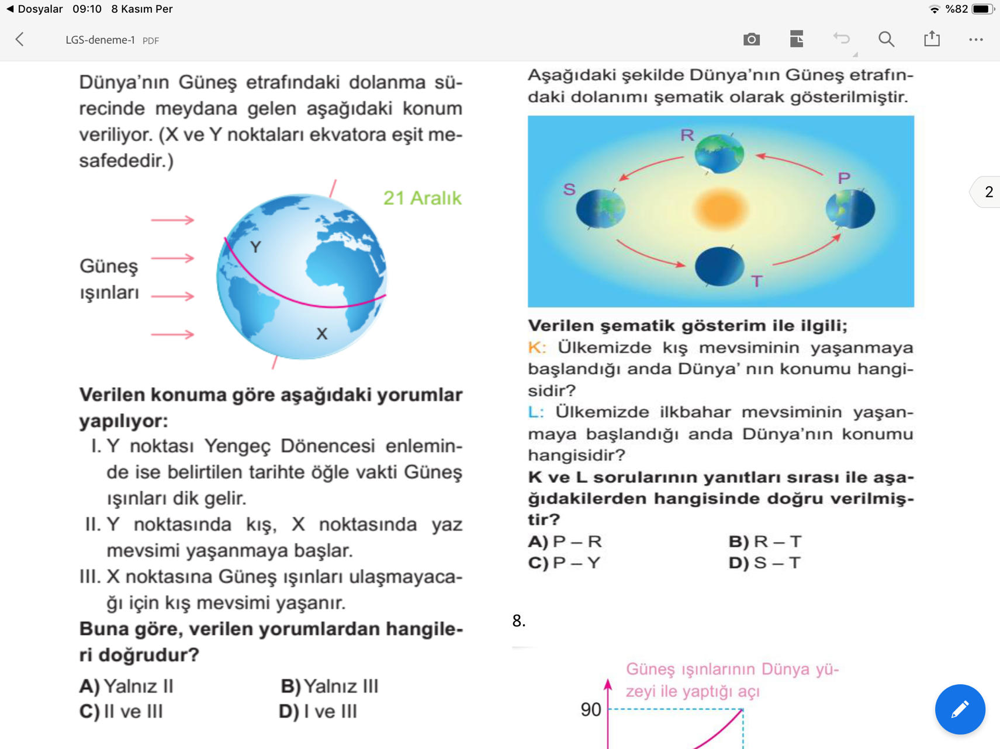 ◀ Dosyalar 09:10 8 Kasım Per
%82
LGS-deneme-1 PDF
Dünya'nın Güneş etrafındaki dolanma sü-
recinde meydana gelen aşağıdaki konum
veriliyor. (X ve Y noktaları ekvatora eşit me-
safededir.)
21 Aralık
Y
Güneş
ışınları
X
Verilen konuma göre aşağıdaki yorumlar
yapılıyor:
I. Y noktası Yengeç Dönencesi enlemin-
de ise belirtilen tarihte öğle vakti Güneş
ışınları dik gelir.
II. Y noktasında kış, X noktasında yaz
mevsimi yaşanmaya başlar.
III. X noktasına Güneş ışınları ulaşmayaca-
ğı için kış mevsimi yaşanır.
Buna göre, verilen yorumlardan hangile-
ri doğrudur?
A) Yalnız II B) Yalnız III
C) II ve III D) I ve III
Aşağıdaki şekilde Dünya'nın Güneş etrafın-
daki dolanımı şematik olarak gösterilmiştir.
R
P
S
T
Verilen şematik gösterim ile ilgili;
K: Ülkemizde kış mevsiminin yaşanmaya
başlandığı anda Dünya' nın konumu hangi-
sidir?
L: Ülkemizde ilkbahar mevsiminin yaşan-
maya başlandığı anda Dünya'nın konumu
hangisidir?
K ve L sorularının yanıtları sırası ile aşa-
ğıdakilerden hangisinde doğru verilmiş-
tir?
A) P – R B) R – T
C) P – Y D) S – T
2
8.
Güneş ışınlarının Dünya yü-
zeyi ile yaptığı açı
90